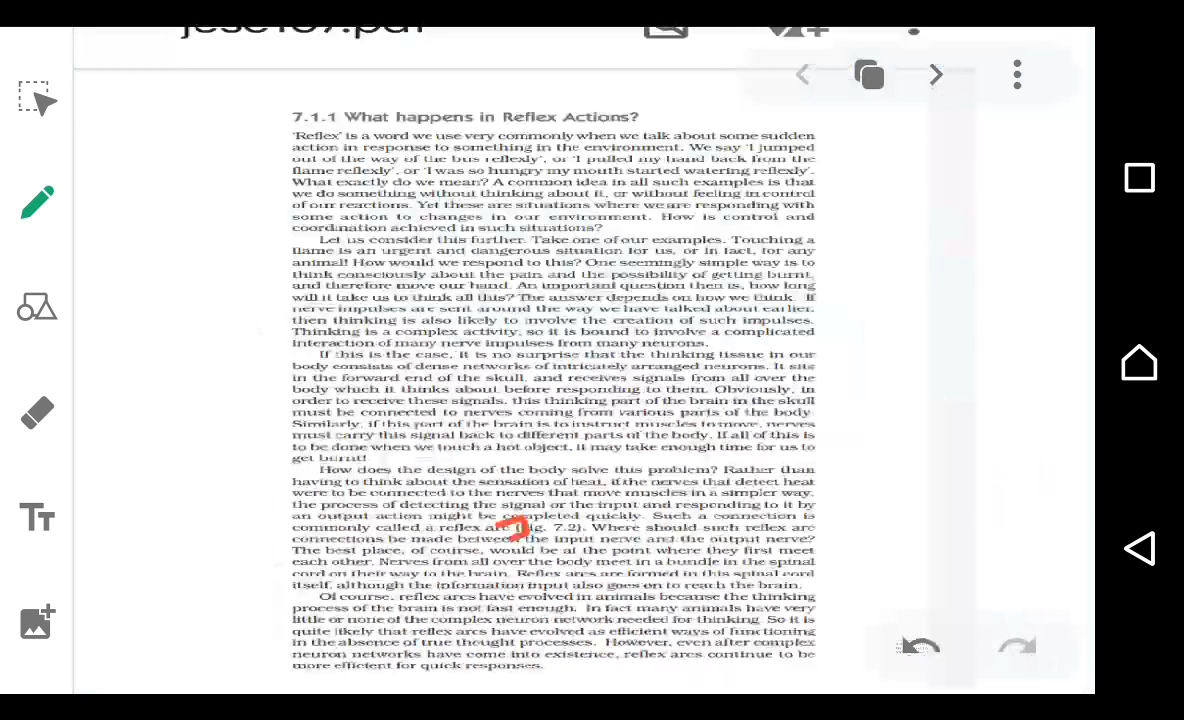 7.1.1 What happens in Reflex Actions?
'Reflex' is a word we use very commonly when we talk about some sudden
action in response to something in the environment. We say 'I jumped
out of the way of the bus reflexly', or 'I pulled my hand back from the
flame reflexly', or 'I was so hungry my mouth started watering reflexly'.
What exactly do we mean? A common idea in all such examples is that
we do something without thinking about it, or without feeling in control
of our reactions. Yet these are situations where we are responding with
some action to changes in our environment. How is control and
coordination achieved in such situations?
Let us consider this further. Take one of our examples. Touching a
flame is an urgent and dangerous situation for us, or in fact, for any
animal! How would we respond to this? One seemingly simple way is to
think consciously about the pain and the possibility of getting burnt,
and therefore move our hand. An important question then is, how long
will it take us to think all this? The answer depends on how we think. If
nerve impulses are sent around the way we have talked about earlier,
then thinking is also likely to involve the creation of such impulses.
Thinking is a complex activity, so it is bound to involve a complicated
interaction of many nerve impulses from many neurons.
If this is the case, it is no surprise that the thinking tissue in our
body consists of dense networks of intricately arranged neurons. It sits
in the forward end of the skull, and receives signals from all over the
body which it thinks about before responding to them. Obviously, in
order to receive these signals, this thinking part of the brain in the skull
must be connected to nerves coming from various parts of the body.
Similarly, if this part of the brain is to instruct muscles to move, nerves
must carry this signal back to different parts of the body. If all of this is
to be done when we touch a hot object, it may take enough time for us to
get burnt!
How does the design of the body solve this problem? Rather than
having to think about the sensation of heat, if the nerves that detect heat
were to be connected to the nerves that move muscles in a simpler way,
the process of detecting the signal or the input and responding to it by
an output action might be completed quickly. Such a connection is
commonly called a reflex arc (Fig. 7.2). Where should such reflex arc
connections be made between the input nerve and the output nerve?
The best place, of course, would be at the point where they first meet
each other. Nerves from all over the body meet in a bundle in the spinal
cord on their way to the brain. Reflex arcs are formed in this spinal cord
itself, although the information input also goes on to reach the brain.
Of course, reflex arcs have evolved in animals because the thinking
process of the brain is not fast enough. In fact many animals have very
little or none of the complex neuron network needed for thinking. So it is
quite likely that reflex arcs have evolved as efficient ways of functioning
in the absence of true thought processes. However, even after complex
neuron networks have come into existence, reflex arcs continue to be
more efficient for quick responses.
Tт